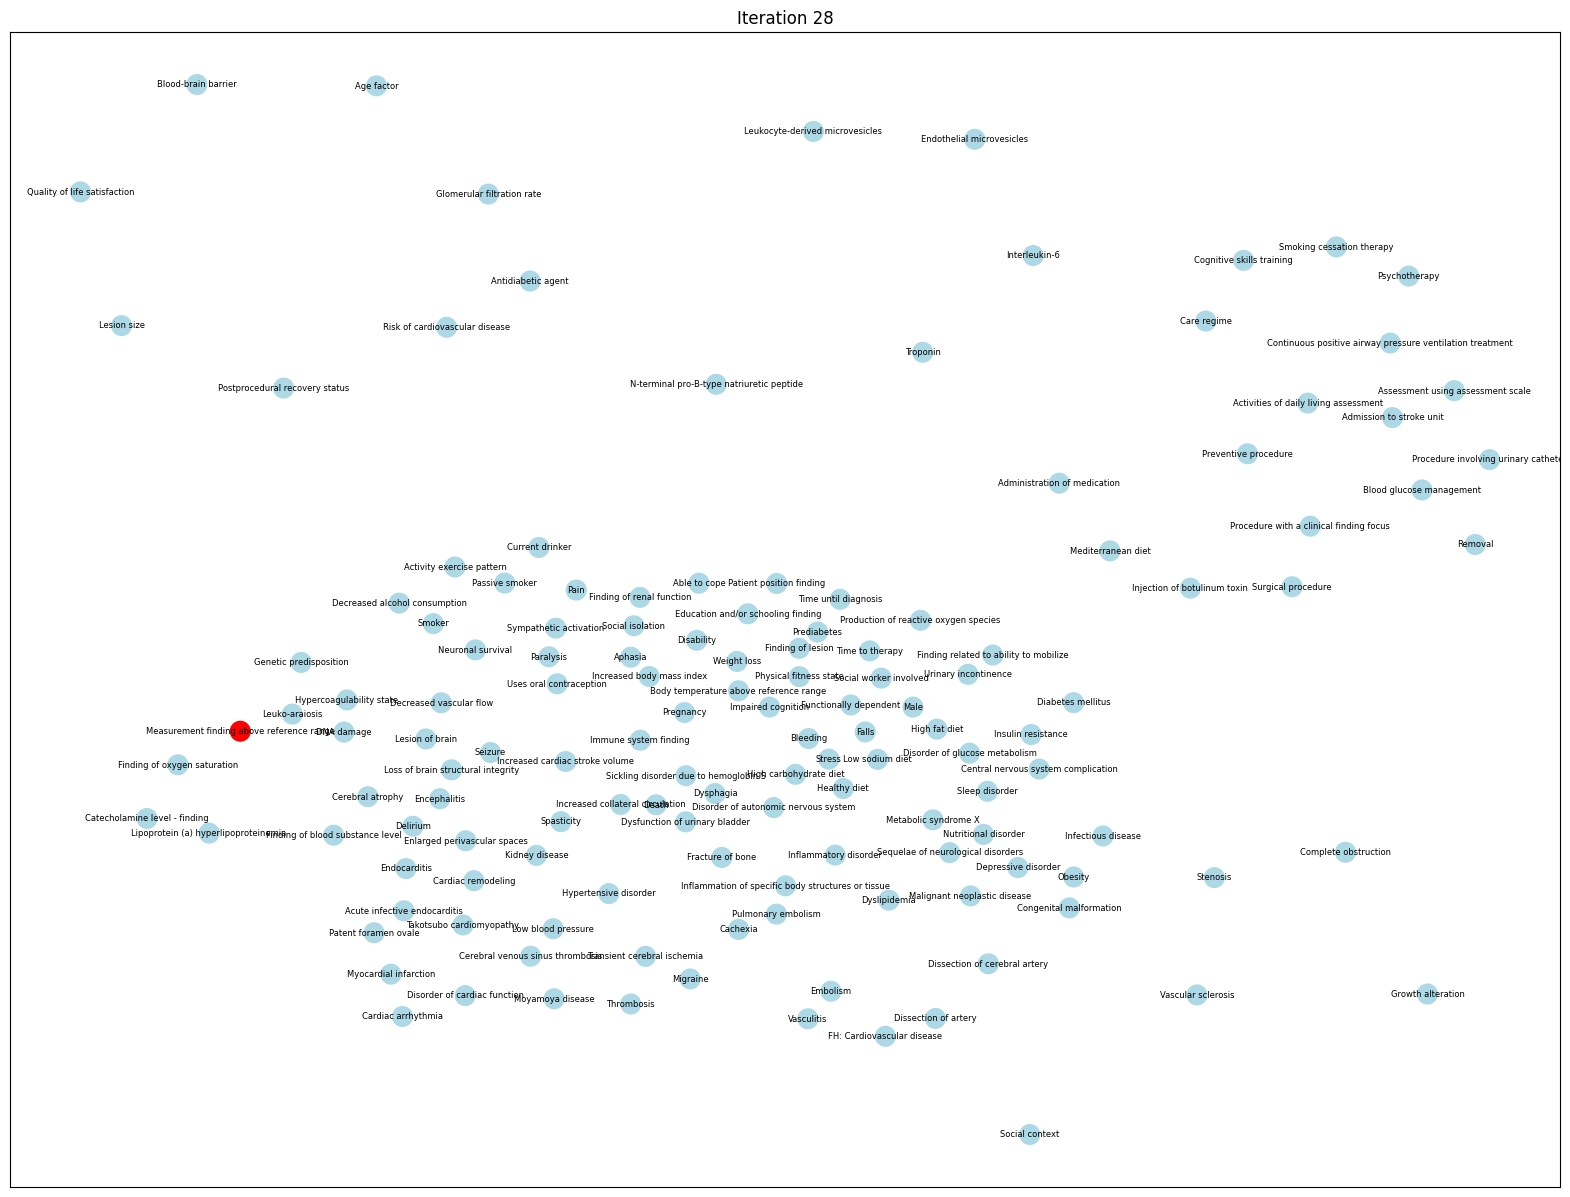 Iteration 28
Blood-brain barrier
Age factor
Leukocyte-derived microvesicles
Endothelial microvesicles
Quality of life satisfaction
Glomerular filtration rate
Smoking cessation therapy
Interleukin-6
Cognitive skills training
Psychotherapy
Antidiabetic agent
Lesion size
Risk of cardiovascular disease
Care regime
Continuous positive airway pressure ventilation treatment
Troponin
Postprocedural recovery status
N-terminal pro-B-type natriuretic peptide
Assessment using assessment scale
Activities of daily living assessment
Admission to stroke unit
Preventive procedure
Procedure involving urinary cathete
Administration of medication
Blood glucose management
Procedure with a clinical finding focus
Removal
Current drinker
Mediterranean diet
Activity exercise pattern
Passive smoker
Pain
Able to cope
Patient position finding
Injection of botulinum toxin
Surgical procedure
Finding of renal function
Time until diagnosis
Decreased alcohol consumption
Education and/or schooling finding
Smoker
Sympathetic activation
Social isolation
Production of reactive oxygen species
Prediabetes
Disability
Neuronal survival
Finding of lesion
Time to therapy
Finding related to ability to mobilize
Genetic predisposition
Paralysis
Aphasia
Weight loss
Increased body mass index
Physical fitness state
Social worker involved
Urinary incontinence
Uses oral contraception
Body temperature above reference range
Hypercoagulability state
Decreased vascular flow
Functionally dependent
Male
Diabetes mellitus
Leuko-araiosis
Pregnancy
Impaired cognition
Measurement finding above reference range
DNA damage
High fat diet
Falls
Insulin resistance
Lesion of brain
Immune system finding
Bleeding
Seizure
Disorder of glucose metabolism
Increased cardiac stroke volume
Stress
Low sodium diet
Finding of oxygen saturation
Loss of brain structural integrity
Central nervous system complication
Sickling disorder due to hemoglobin S
High carbohydrate diet
Healthy diet
Sleep disorder
Cerebral atrophy
Encephalitis
Dysphagia
Increased collateral circulation
Death
Disorder of autonomic nervous system
Catecholamine level - finding
Spasticity
Dysfunction of urinary bladder
Metabolic syndrome X
Delirium
Lipoprotein (a) hyperlipoproteinemia
Finding of blood substance level
Nutritional disorder
Infectious disease
Enlarged perivascular spaces
Kidney disease
Fracture of bone
Inflammatory disorder
Sequelae of neurological disorders
Complete obstruction
Endocarditis
Depressive disorder
Cardiac remodeling
Obesity
Stenosis
Inflammation of specific body structures or tissue
Hypertensive disorder
Malignant neoplastic disease
Dyslipidemia
Congenital malformation
Acute infective endocarditis
Pulmonary embolism
Takotsubo cardiomyopathy
Low blood pressure
Cachexia
Patent foramen ovale
Cerebral venous sinus thrombosis
Transient cerebral ischemia
Dissection of cerebral artery
Myocardial infarction
Migraine
Embolism
Disorder of cardiac function
Vascular sclerosis
Growth alteration
Moyamoya disease
Thrombosis
Cardiac arrhythmia
Vasculitis
Dissection of artery
FH: Cardiovascular disease
Social context